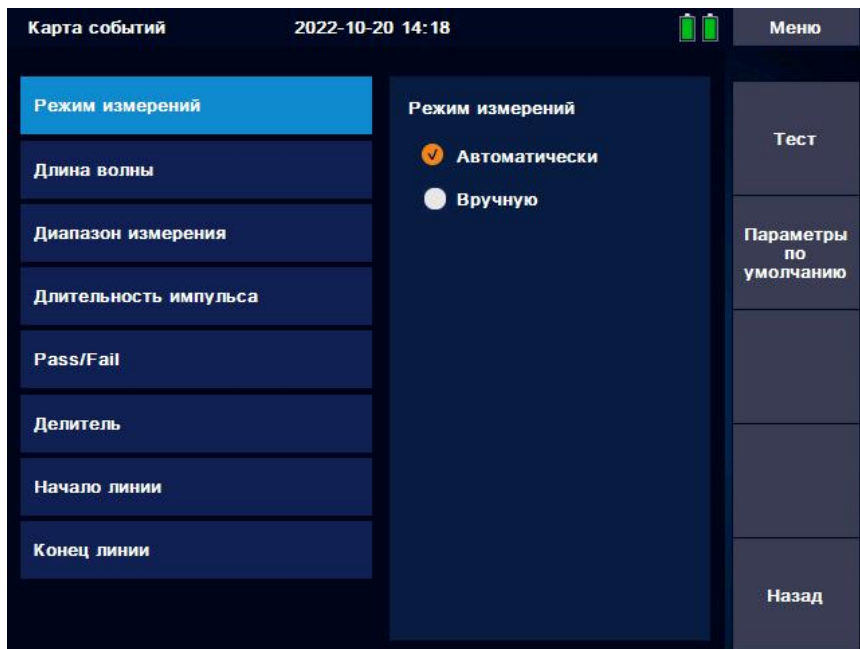 Карта событий 2022-10-20 14:18 Меню
Режим измерений
Длина волны
Диапазон измерения
Длительность импульса
Pass/Fail
Делитель
Начало линии
Конец линии
Режим измерений
Автоматически
Вручную
Тест
Параметры
по
умолчанию
Назад